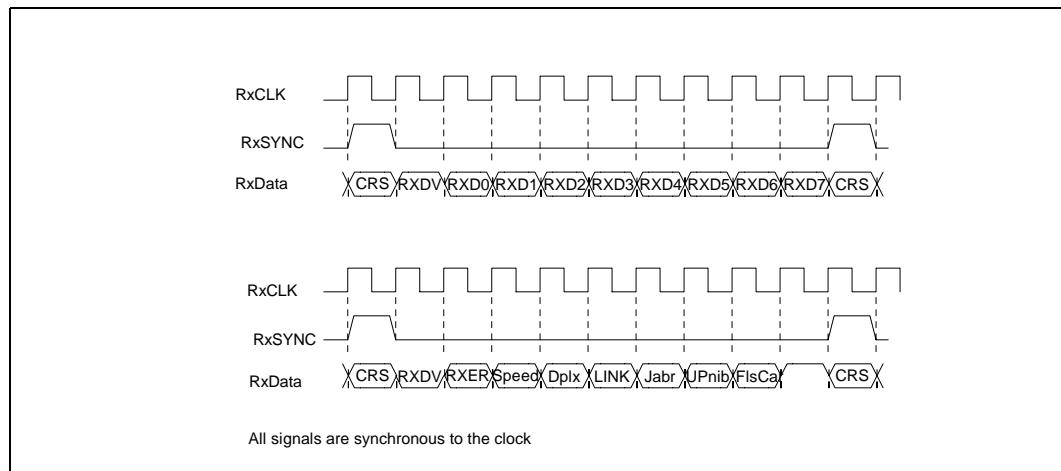 RxCLK
RxSYNC
RxData CRS RXDV RXD0 RXD1 RXD2 RXD3 RXD4 RXD5 RXD6 RXD7 CRS
RxCLK
RxSYNC
RxData CRS RXDV RXER Speed Dplx LINK Jabr UPnib FlsCar CRS
All signals are synchronous to the clock